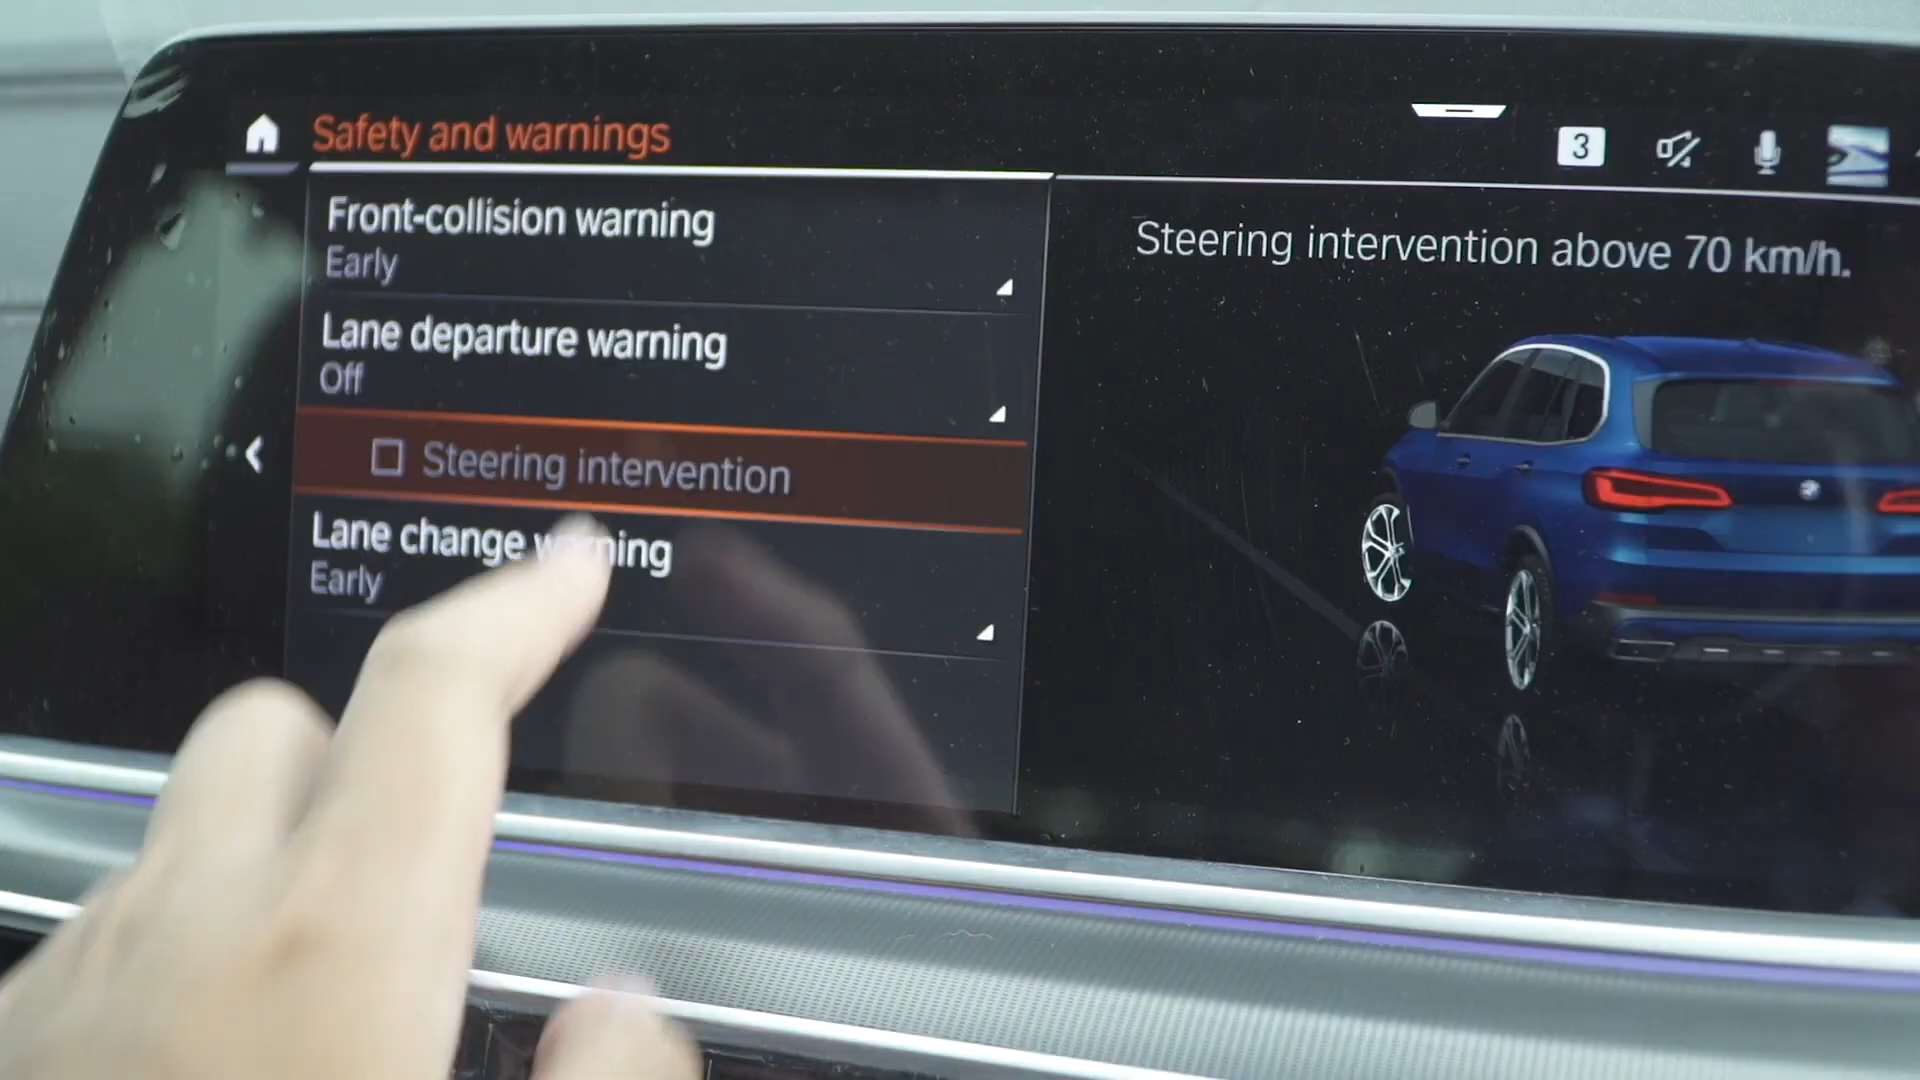 Safety and warnings
3
Front-collision warning
Early
Lane departure warning
Off
Steering intervention
Lane change warning
Early
Steering intervention above 70 km/h.